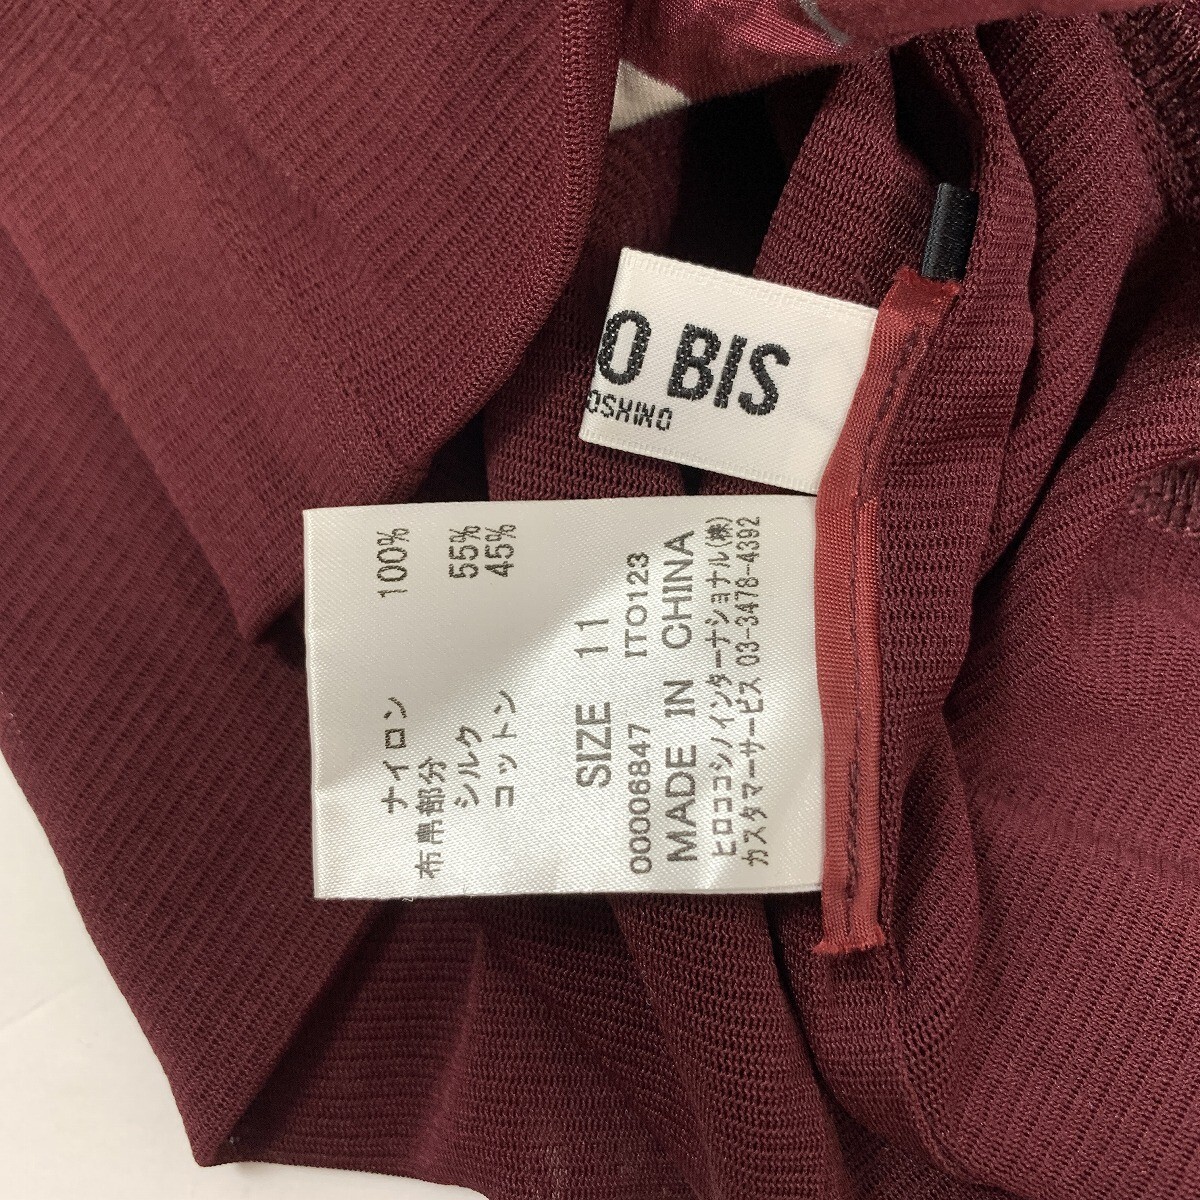 O BIS
OSHINO
ナイロン 100%
布帛部分
シルク 55%
コットン 45%
SIZE 11
00006847 ITO123
MADE IN CHINA
ヒロココシノインターナショナル(株)
カスタマーサービス 03-3478-4392